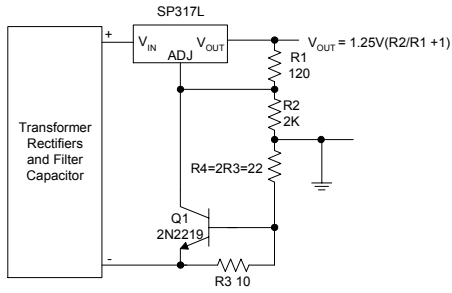 SP317L
+
V_IN V_OUT
ADJ
V_OUT = 1.25V(R2/R1 +1)
R1
120
R2
2K
Transformer
Rectifiers
and Filter
Capacitor
R4=2R3=22
Q1
2N2219
-
R3 10